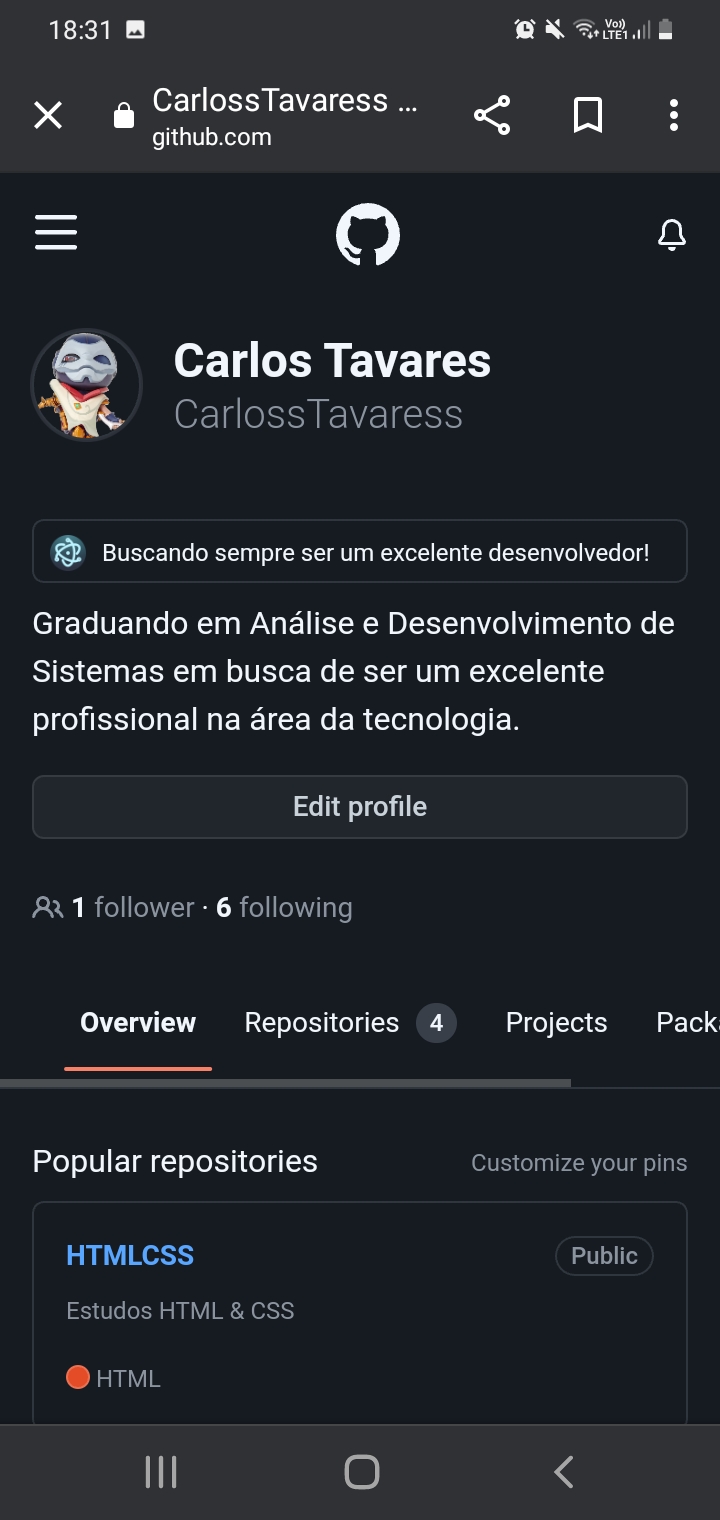 18:31
Vo))
LTE1
CarlossTavaress ...
github.com
Carlos Tavares
CarlossTavaress
Buscando sempre ser um excelente desenvolvedor!
Graduando em Análise e Desenvolvimento de
Sistemas em busca de ser um excelente
profissional na área da tecnologia.
Edit profile
1 follower · 6 following
Overview Repositories 4 Projects Packa
Popular repositories Customize your pins
HTMLCSS Public
Estudos HTML & CSS
HTML